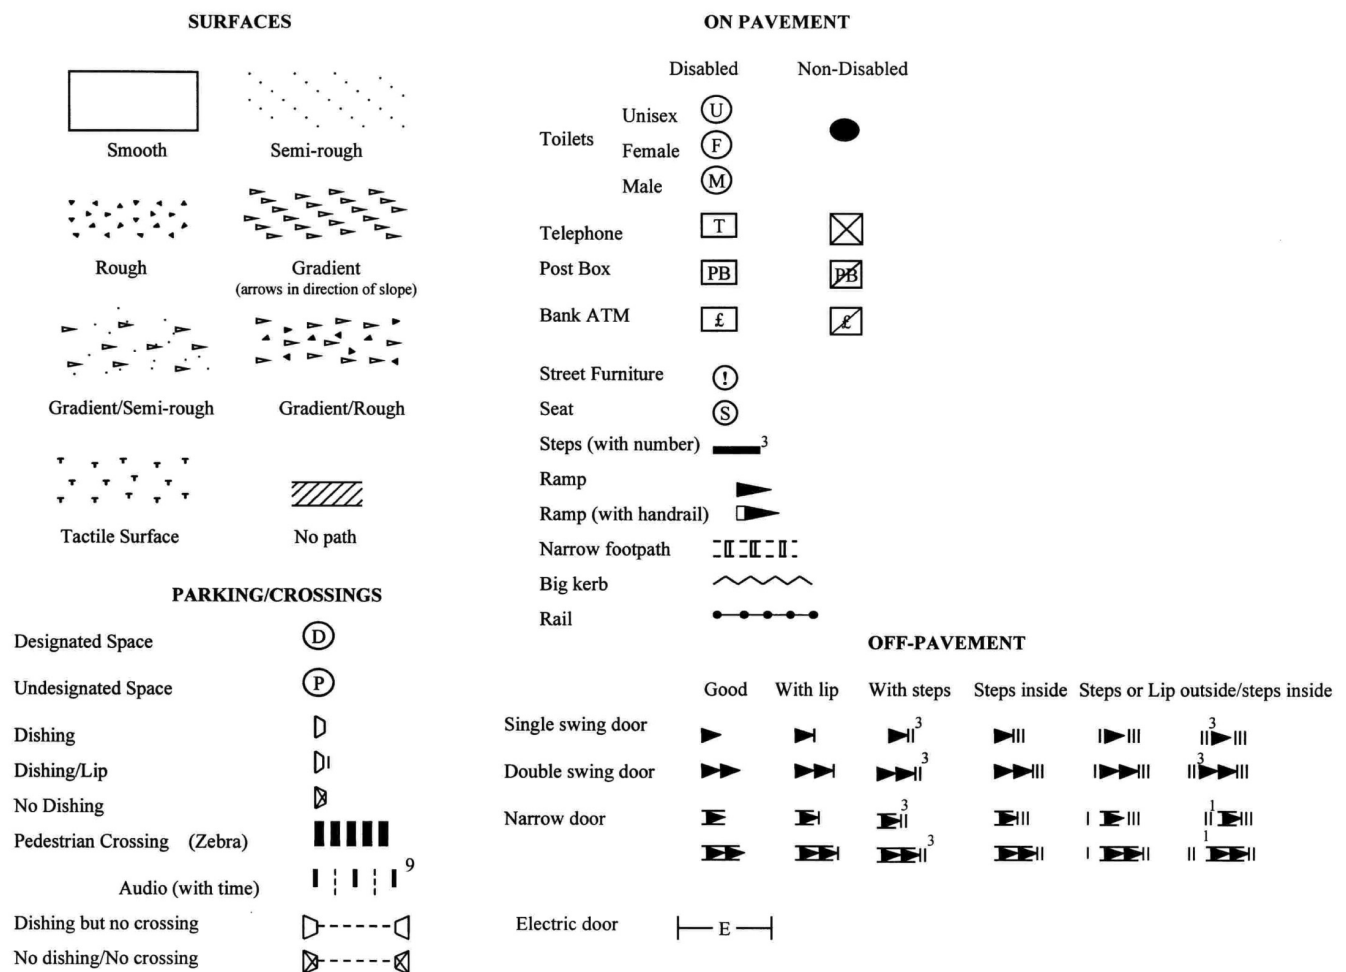 SURFACES
Smooth
Semi-rough
Rough
Gradient
(arrows in direction of slope)
Gradient/Semi-rough
Gradient/Rough
Tactile Surface
No path
PARKING/CROSSINGS
Designated Space
D
Undesignated Space
P
Dishing
Dishing/Lip
No Dishing
Pedestrian Crossing (Zebra)
Audio (with time)
9
Dishing but no crossing
No dishing/No crossing
ON PAVEMENT
Disabled
Non-Disabled
Toilets
Unisex
U
Female
F
Male
M
Telephone
T
Post Box
PB
PB
Bank ATM
£
£
Street Furniture
!
Seat
S
Steps (with number)
3
Ramp
Ramp (with handrail)
Narrow footpath
Big kerb
Rail
OFF-PAVEMENT
Good
With lip
With steps
Steps inside
Steps or Lip outside/steps inside
Single swing door
3
3
Double swing door
3
3
Narrow door
3
1
3
1
Electric door
E